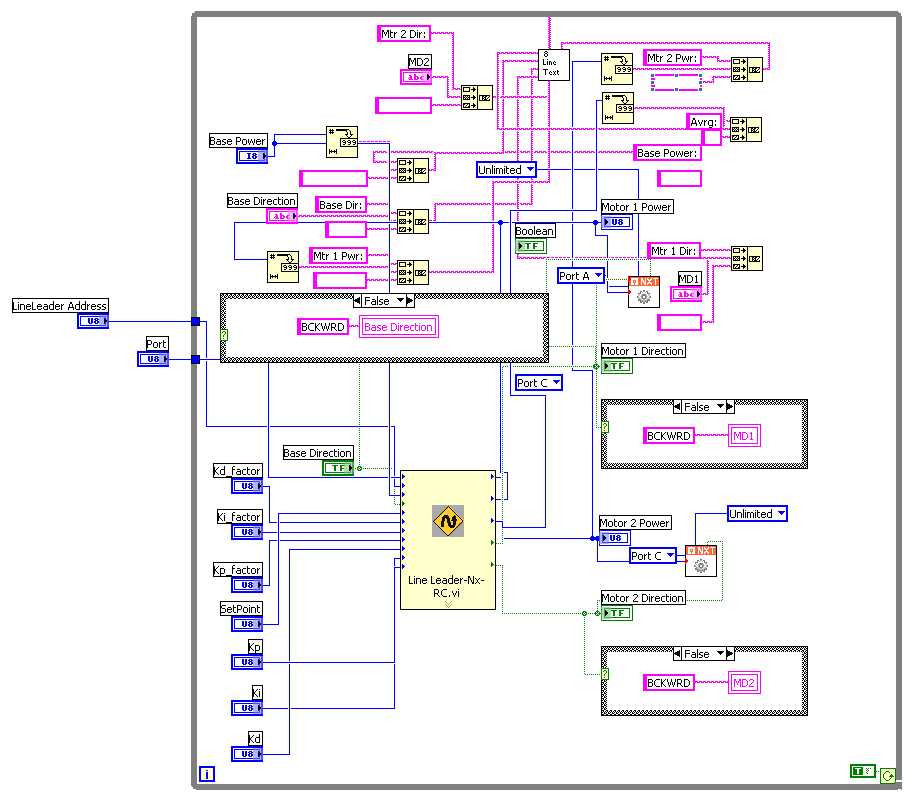 Mtr 2 Dir:
MD2
abc
8
Line
Text
#
999
Mtr 2 Pwr:
#
999
Avrg:
Base Power
I8
#
999
Base Power:
Unlimited
Base Direction
abc
Base Dir:
Motor 1 Power
U8
Boolean
TF
Mtr 1 Pwr:
#
999
Mtr 1 Dir:
Port A
NXT
MD1
abc
LineLeader Address
U8
False
BCKWRD
Base Direction
?
Port
U8
Motor 1 Direction
TF
Port C
False
?
BCKWRD
MD1
Base Direction
TF
Kd_factor
U8
Ki_factor
U8
Line Leader-Nx-
RC.vi
Motor 2 Power
U8
Unlimited
Port C
NXT
Kp_factor
U8
Motor 2 Direction
TF
SetPoint
U8
Kp
U8
False
?
BCKWRD
MD2
Ki
U8
Kd
U8
i
T F